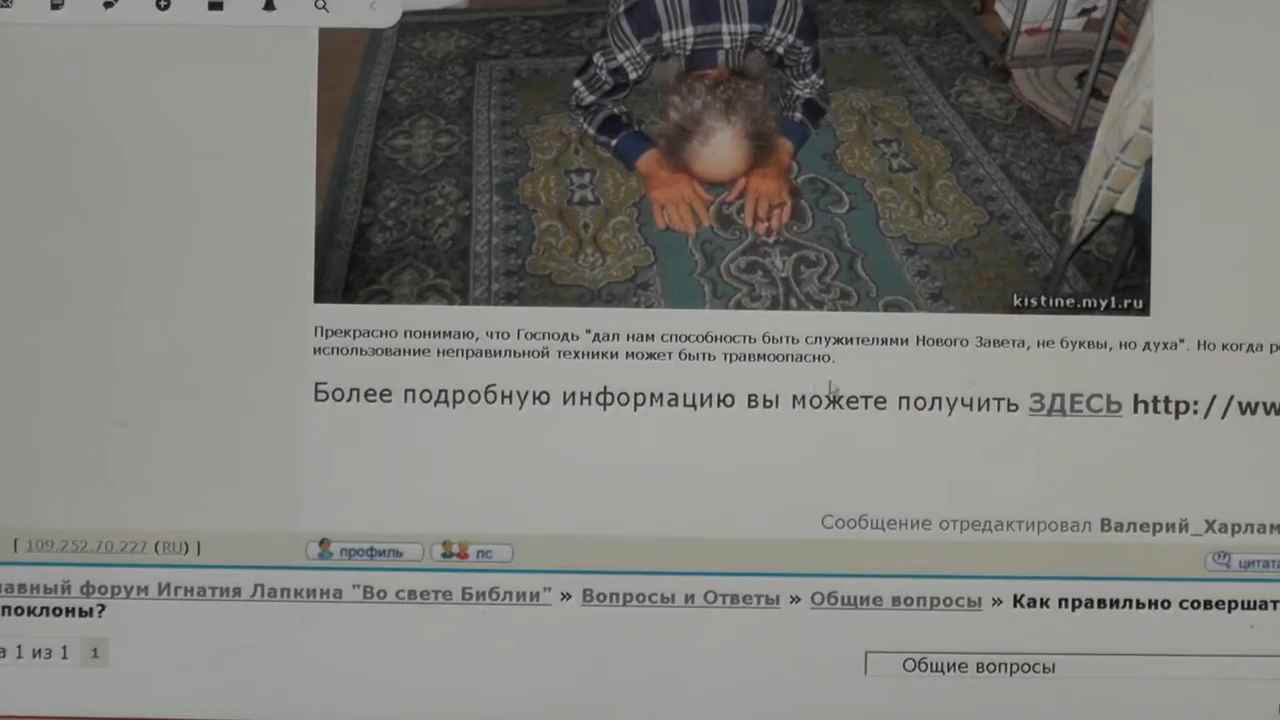 kistine.my1.ru
Прекрасно понимаю, что Господь "дал нам способность быть служителями Нового Завета, не буквы, но духа". Но когда
использование неправильной техники может быть травмоопасно.
Более подробную информацию вы можете получить ЗДЕСЬ http://ww
Сообщение отредактировал Валерий_Харлам
[ 109.252.70.227 (RU) ]
профиль
лс
цитата
лавный форум Игнатия Лапкина "Во свете Библии" » Вопросы и Ответы » Общие вопросы » Как правильно совершат
поклоны?
а 1 из 1 1
Общие вопросы